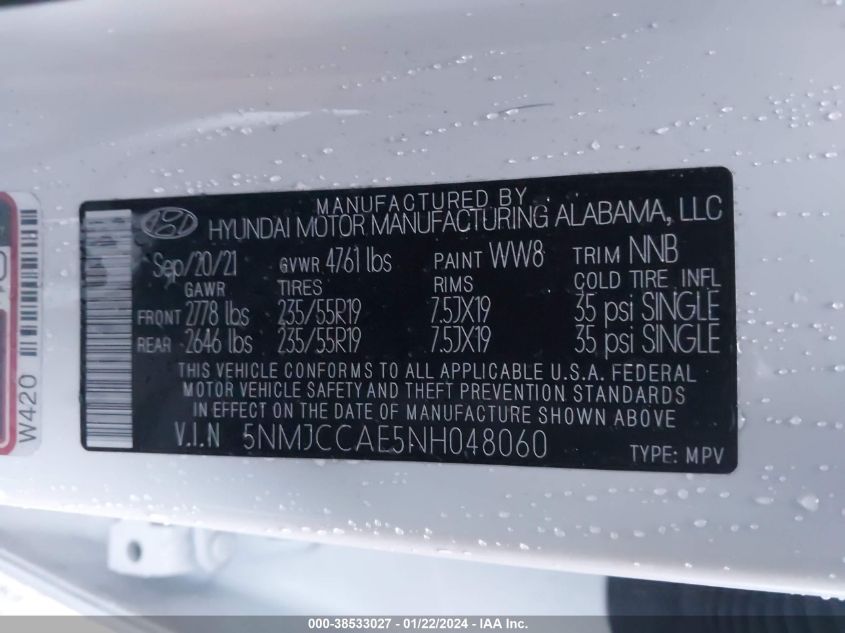 MANUFACTURED BY
HYUNDAI MOTOR MANUFACTURING ALABAMA, LLC
Sep/20/21 GVWR 4761 lbs PAINT WW8 TRIM NNB
GAWR TIRES RIMS COLD TIRE INFL
FRONT 2778 lbs 235/55R19 7.5JX19 35 psi SINGLE
REAR 2646 lbs 235/55R19 7.5JX19 35 psi SINGLE
THIS VEHICLE CONFORMS TO ALL APPLICABLE U.S.A. FEDERAL
MOTOR VEHICLE SAFETY AND THEFT PREVENTION STANDARDS
IN EFFECT ON THE DATE OF MANUFACTURE SHOWN ABOVE
V.I.N 5NMJCCAE5NH048060 TYPE: MPV
W420
000-38533027 - 01/22/2024 - IAA Inc.